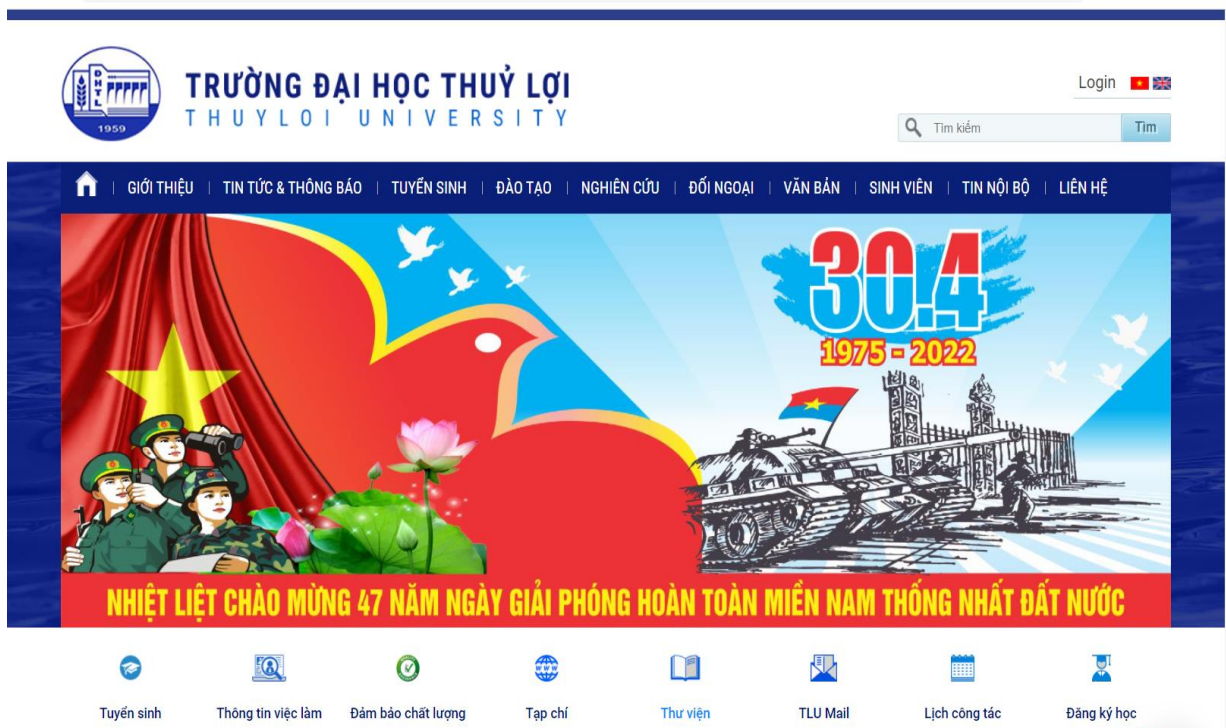 ĐHTL
1959
TRƯỜNG ĐẠI HỌC THUỶ LỢI
THUYLOI UNIVERSITY
Login
Tìm kiếm
Tìm
GIỚI THIỆU | TIN TỨC & THÔNG BÁO | TUYỂN SINH | ĐÀO TẠO | NGHIÊN CỨU | ĐỐI NGOẠI | VĂN BẢN | SINH VIÊN | TIN NỘI BỘ | LIÊN HỆ
30.4
1975 - 2022
NHIỆT LIỆT CHÀO MỪNG 47 NĂM NGÀY GIẢI PHÓNG HOÀN TOÀN MIỀN NAM THỐNG NHẤT ĐẤT NƯỚC
WWW
Tuyển sinh Thông tin việc làm Đảm bảo chất lượng Tạp chí Thư viện TLU Mail Lịch công tác Đăng ký học